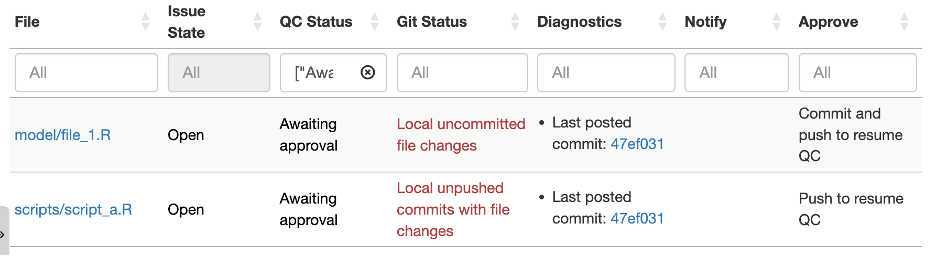 File Issue State QC Status Git Status Diagnostics Notify Approve
All All ["Awa All All All All
model/file_1.R Open Awaiting approval Local uncommitted file changes • Last posted commit: 47ef031 Commit and push to resume QC
scripts/script_a.R Open Awaiting approval Local unpushed commits with file changes • Last posted commit: 47ef031 Push to resume QC